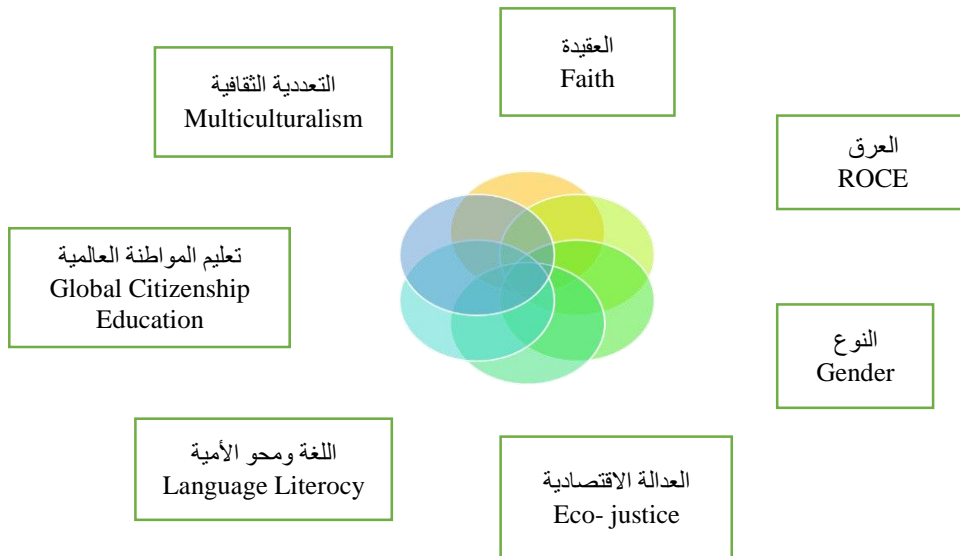 العقيدة
Faith
التعددية الثقافية
Multiculturalism
العرق
ROCE
تعليم المواطنة العالمية
Global Citizenship
Education
النوع
Gender
اللغة ومحو الأمية
Language Literocy
العدالة الاقتصادية
Eco- justice